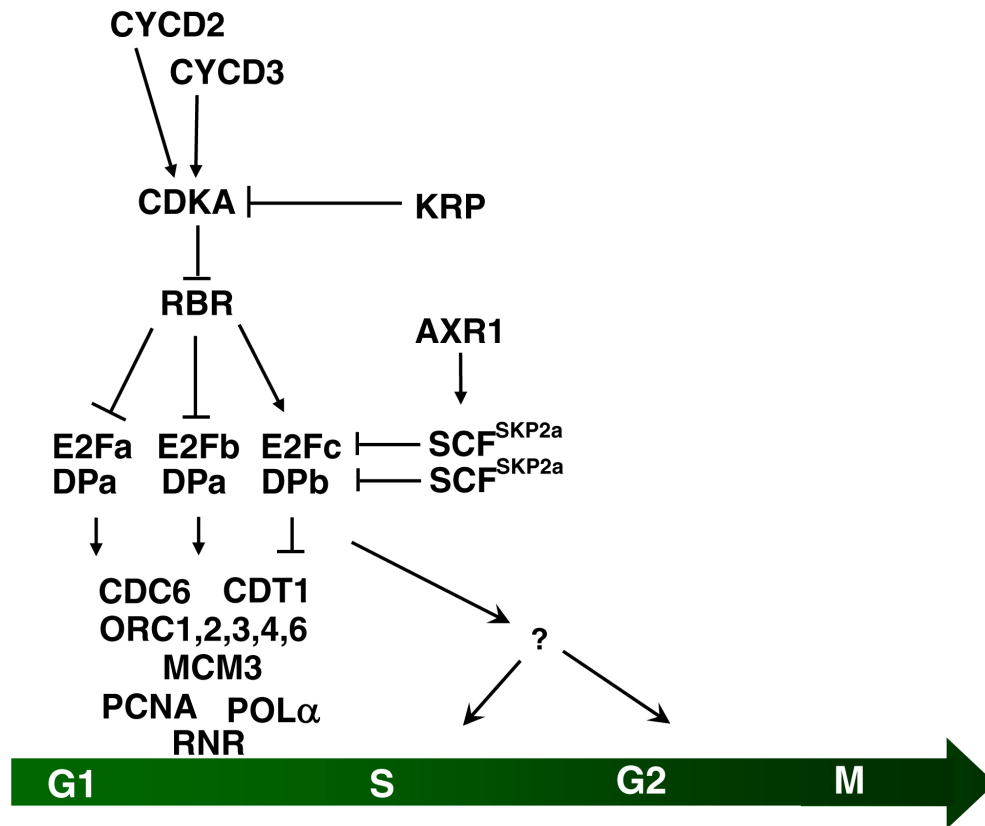 CYCD2
CYCD3
CDKA
KRP
RBR
AXR1
E2Fa E2Fb E2Fc SCF^SKP2a
DPa DPa DPb SCF^SKP2a
CDC6 CDT1
ORC1,2,3,4,6
?
MCM3
PCNA POLα
RNR
G1 S G2 M